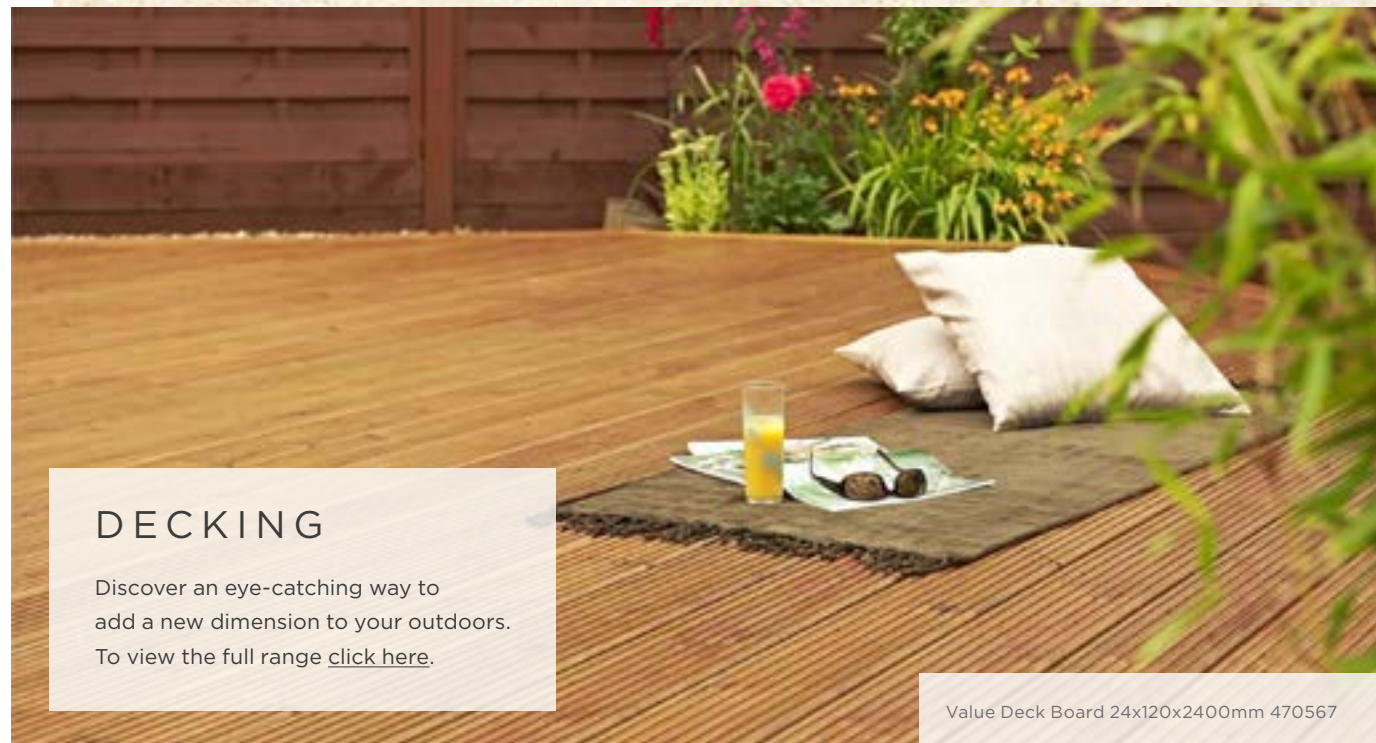 DECKING
Discover an eye-catching way to
add a new dimension to your outdoors.
To view the full range click here.
Value Deck Board 24x120x2400mm 470567